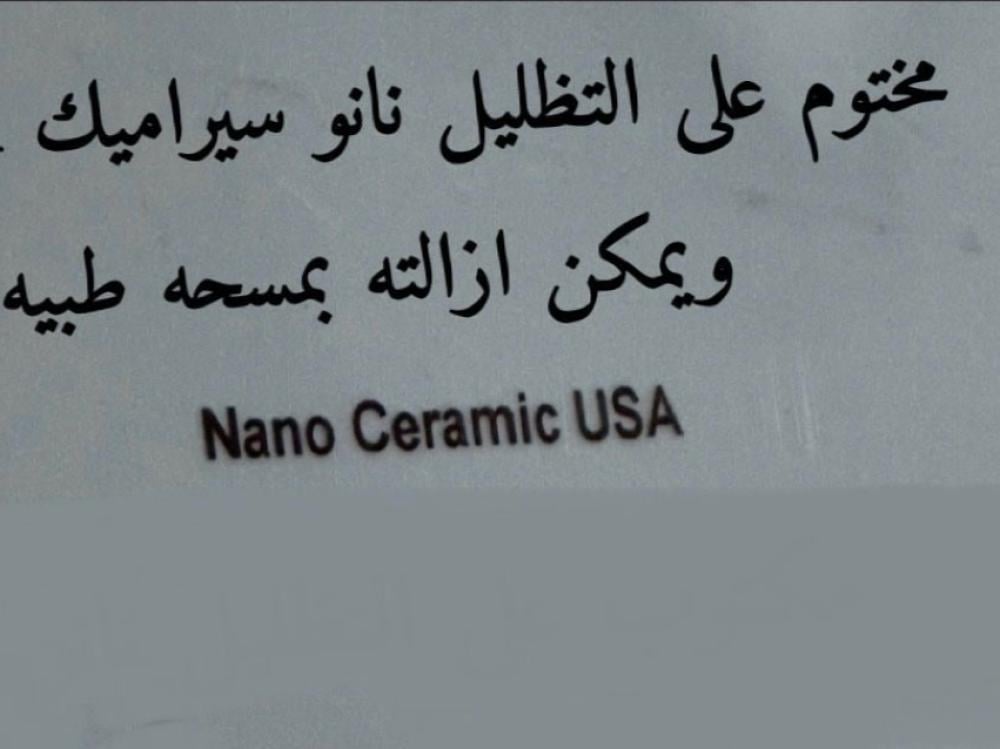 مختوم على التظليل نانو سيراميك .
ويمكن ازالته بمسحه طبيه
Nano Ceramic USA